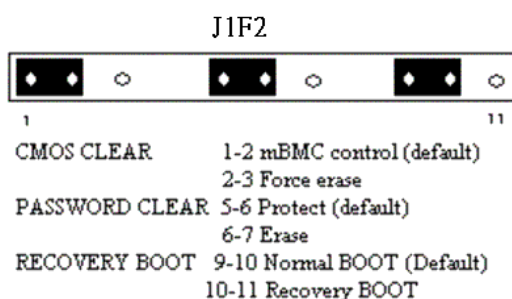 J1F2
1 11
CMOS CLEAR 1-2 mBMC control (default)
2-3 Force erase
PASSWORD CLEAR 5-6 Protect (default)
6-7 Erase
RECOVERY BOOT 9-10 Normal BOOT (Default)
10-11 Recovery BOOT